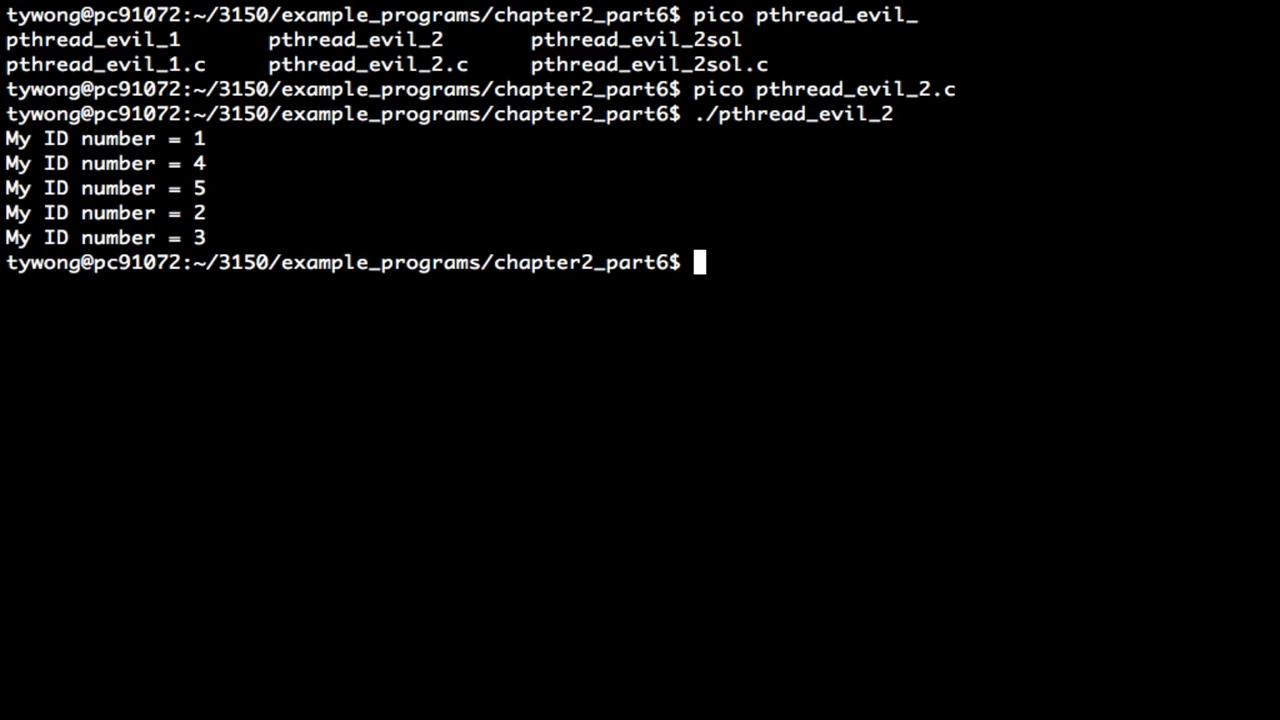 tywong@pc91072:~/3150/example_programs/chapter2_part6$ pico pthread_evil_
pthread_evil_1 pthread_evil_2 pthread_evil_2sol
pthread_evil_1.c pthread_evil_2.c pthread_evil_2sol.c
tywong@pc91072:~/3150/example_programs/chapter2_part6$ pico pthread_evil_2.c
tywong@pc91072:~/3150/example_programs/chapter2_part6$ ./pthread_evil_2
My ID number = 1
My ID number = 4
My ID number = 5
My ID number = 2
My ID number = 3
tywong@pc91072:~/3150/example_programs/chapter2_part6$